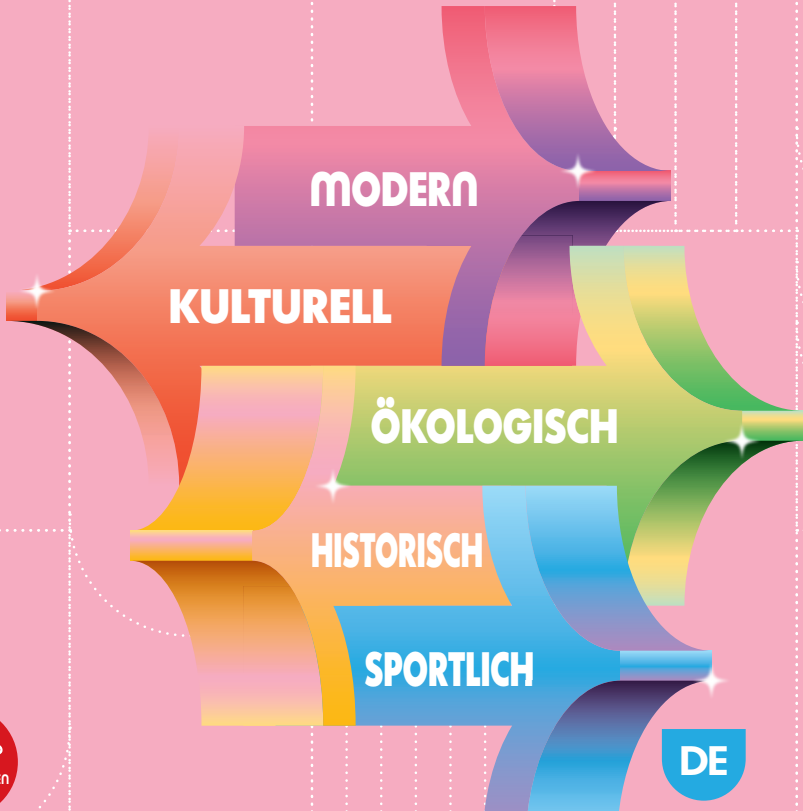 MODERN
KULTURELL
ÖKOLOGISCH
HISTORISCH
SPORTLICH
DE